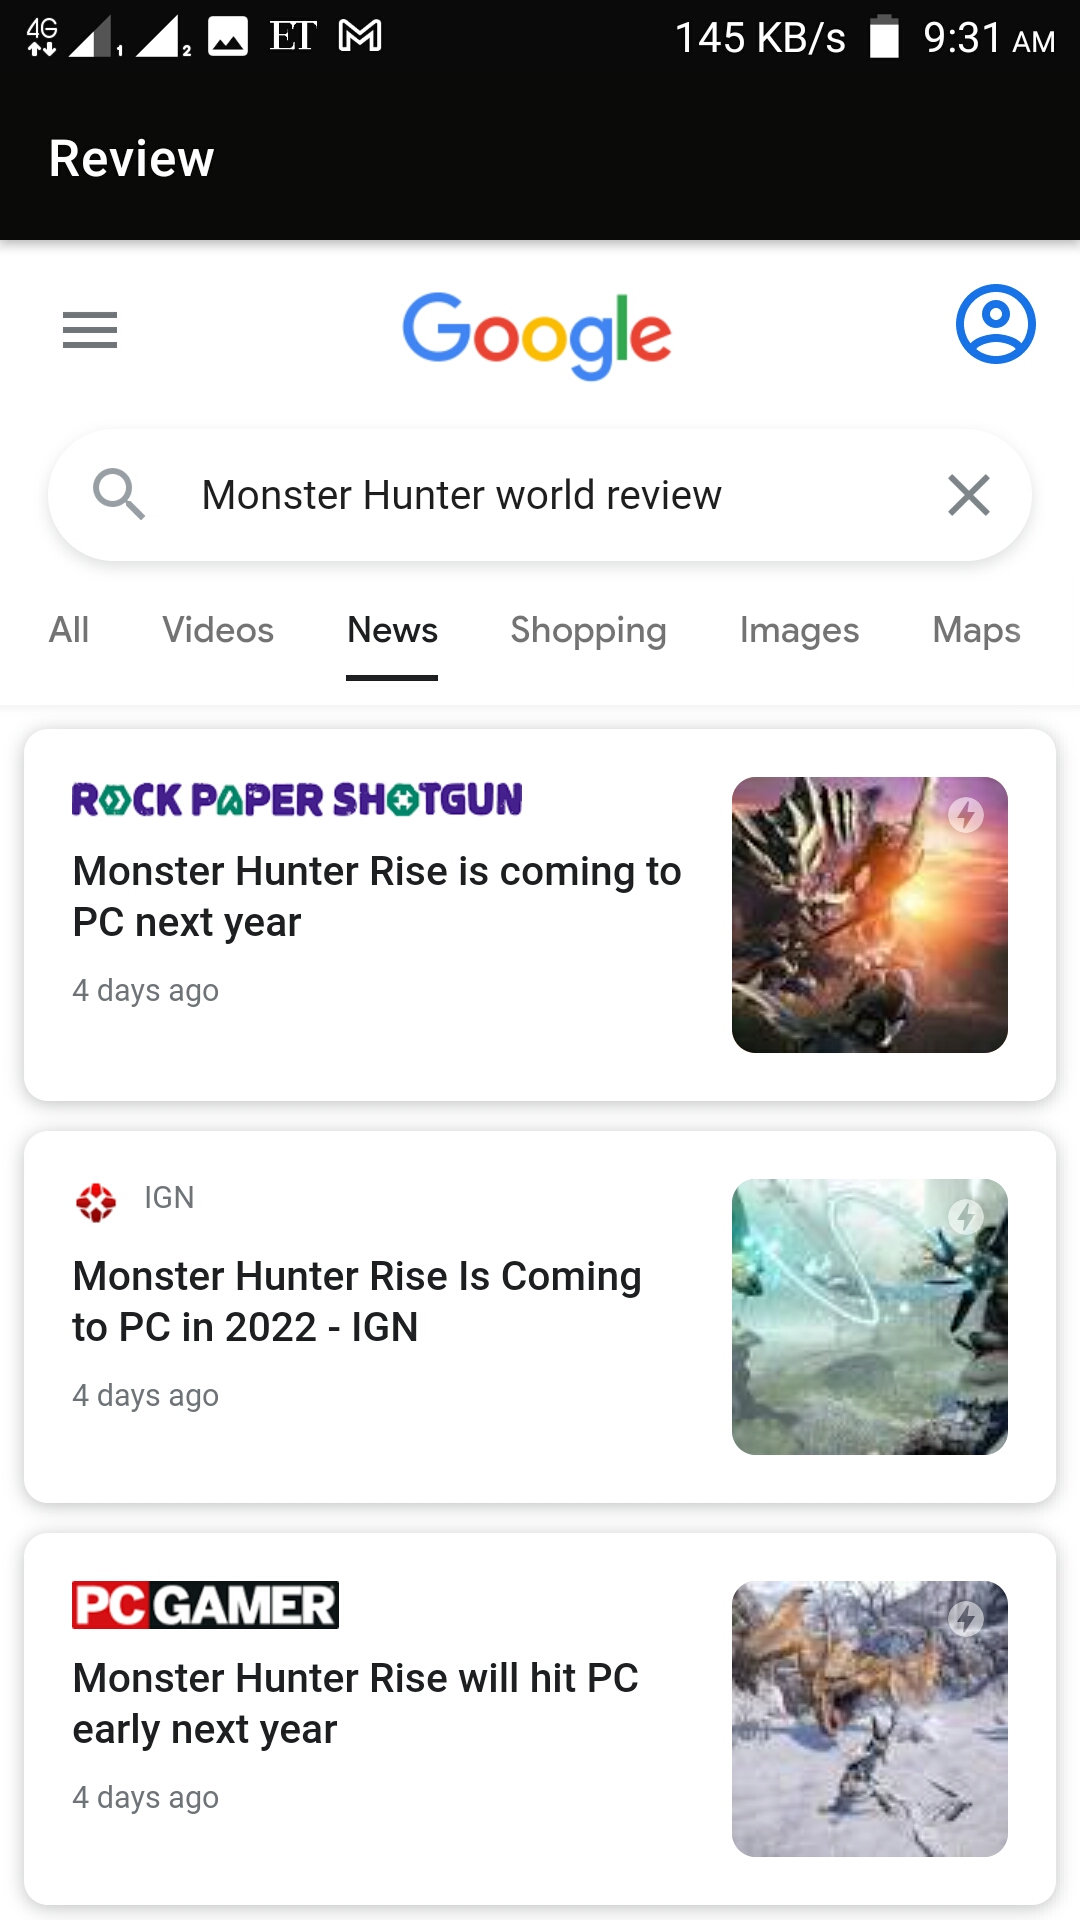 4G 1 2 ET M 145 KB/s 9:31 AM
Review
Google
Monster Hunter world review
All Videos News Shopping Images Maps
ROCK PAPER SHOTGUN
Monster Hunter Rise is coming to
PC next year
4 days ago
IGN
Monster Hunter Rise Is Coming
to PC in 2022 - IGN
4 days ago
PC GAMER
Monster Hunter Rise will hit PC
early next year
4 days ago